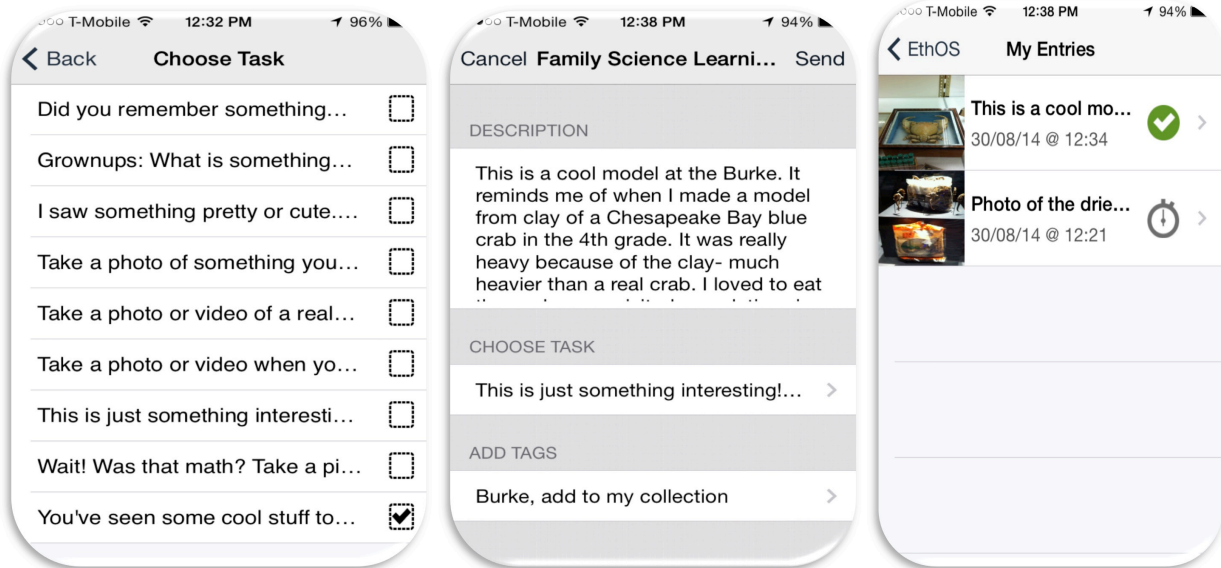 T-Mobile 12:32 PM 96%
Back Choose Task
Did you remember something…
Grownups: What is something…
I saw something pretty or cute.…
Take a photo of something you…
Take a photo or video of a real…
Take a photo or video when yo…
This is just something interesti…
Wait! Was that math? Take a pi…
You've seen some cool stuff to…
T-Mobile 12:38 PM 94%
Cancel Family Science Learni… Send
DESCRIPTION
This is a cool model at the Burke. It
reminds me of when I made a model
from clay of a Chesapeake Bay blue
crab in the 4th grade. It was really
heavy because of the clay- much
heavier than a real crab. I loved to eat
CHOOSE TASK
This is just something interesting!…
ADD TAGS
Burke, add to my collection
T-Mobile 12:38 PM 94%
EthOS My Entries
This is a cool mo…
30/08/14 @ 12:34
Photo of the drie…
30/08/14 @ 12:21